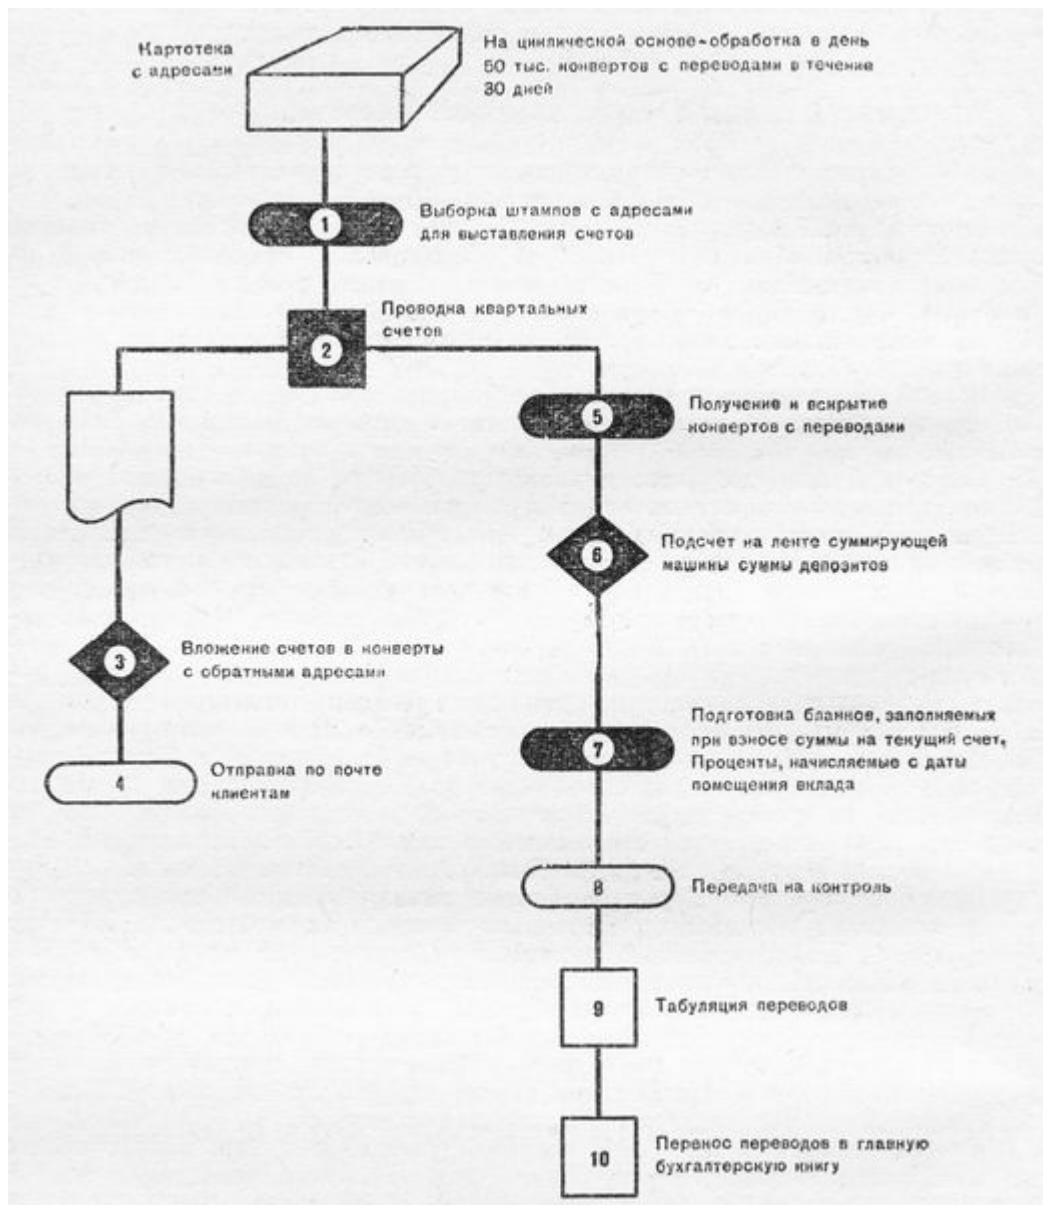 Картотека
с адресами
На циклической основе-обработка в день
50 тыс. конвертов с переводами в течение
30 дней
1
Выборка штампов с адресами
для выставления счетов
Проводка квартальных
счетов
2
5
Получение и вскрытие
конвертов с переводами
6
Подсчет на ленте суммирующей
машины суммы депозитов
3
Вложение счетов в конверты
с обратными адресами
7
Подготовка бланков, заполняемых
при взносе суммы на текущий счет,
Проценты, начисляемые с даты
помещения вклада
4
Отправка по почте
клиентам
8
Передача на контроль
9
Табуляция переводов
10
Перенос переводов в главную
бухгалтерскую книгу